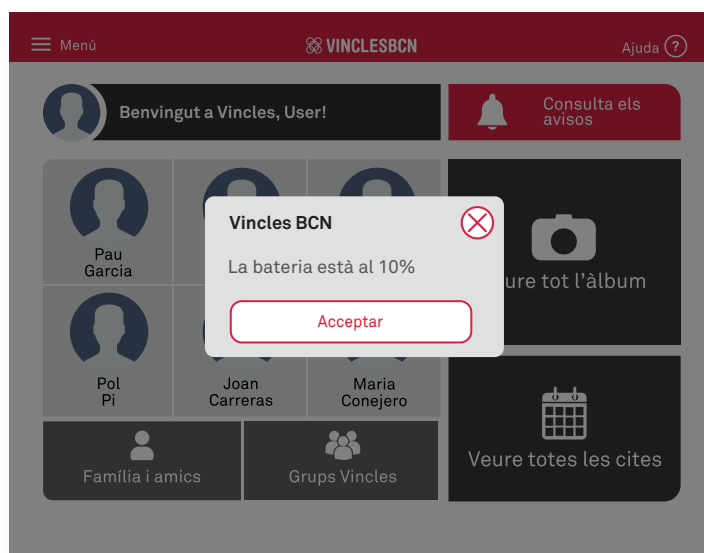 Menú
VINCLESBCN
Ajuda ?
Benvingut a Vincles, User!
Consulta els
avisos
Pau
Garcia
Vincles BCN
La bateria està al 10%
Acceptar
ure tot l'àlbum
Pol
Pi
Joan
Carreras
Maria
Conejero
Família i amics
Grups Vincles
Veure totes les cites